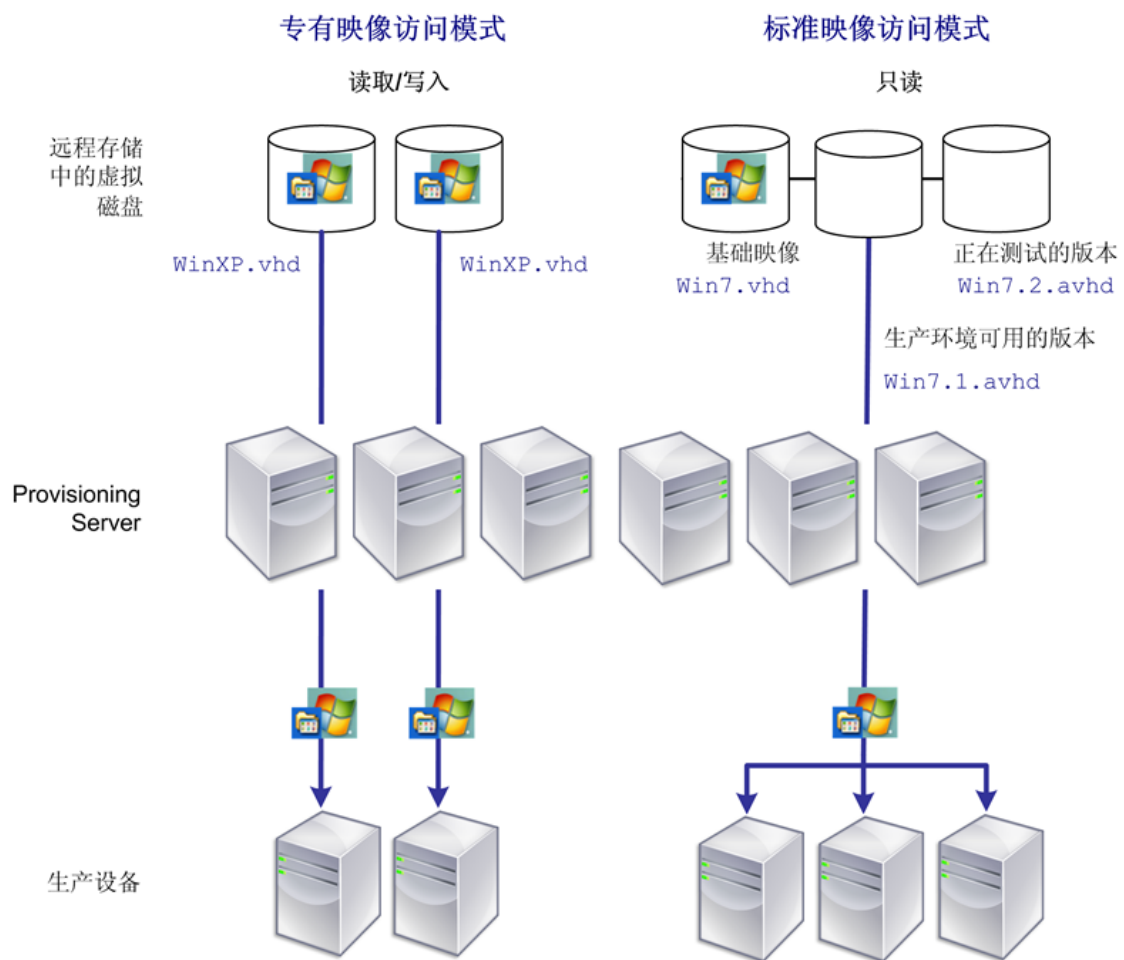 专有映像访问模式
标准映像访问模式
读取/写入
只读
远程存储
中的虚拟
磁盘
WinXP.vhd
WinXP.vhd
基础映像
Win7.vhd
正在测试的版本
Win7.2.avhd
生产环境可用的版本
Win7.1.avhd
Provisioning
Server
生产设备